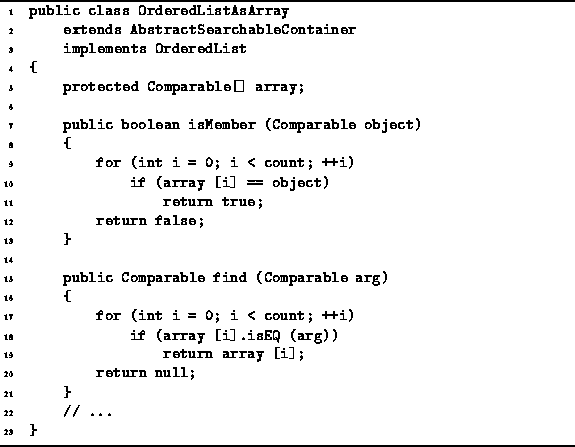 1 public class OrderedListAsArray
2     extends AbstractSearchableContainer
3     implements OrderedList
4 {
5     protected Comparable[] array;
6
7     public boolean isMember (Comparable object)
8     {
9         for (int i = 0; i < count; ++i)
10             if (array [i] == object)
11                 return true;
12         return false;
13     }
14
15     public Comparable find (Comparable arg)
16     {
17         for (int i = 0; i < count; ++i)
18             if (array [i].isEQ (arg))
19                 return array [i];
20         return null;
21     }
22     // ...
23 }